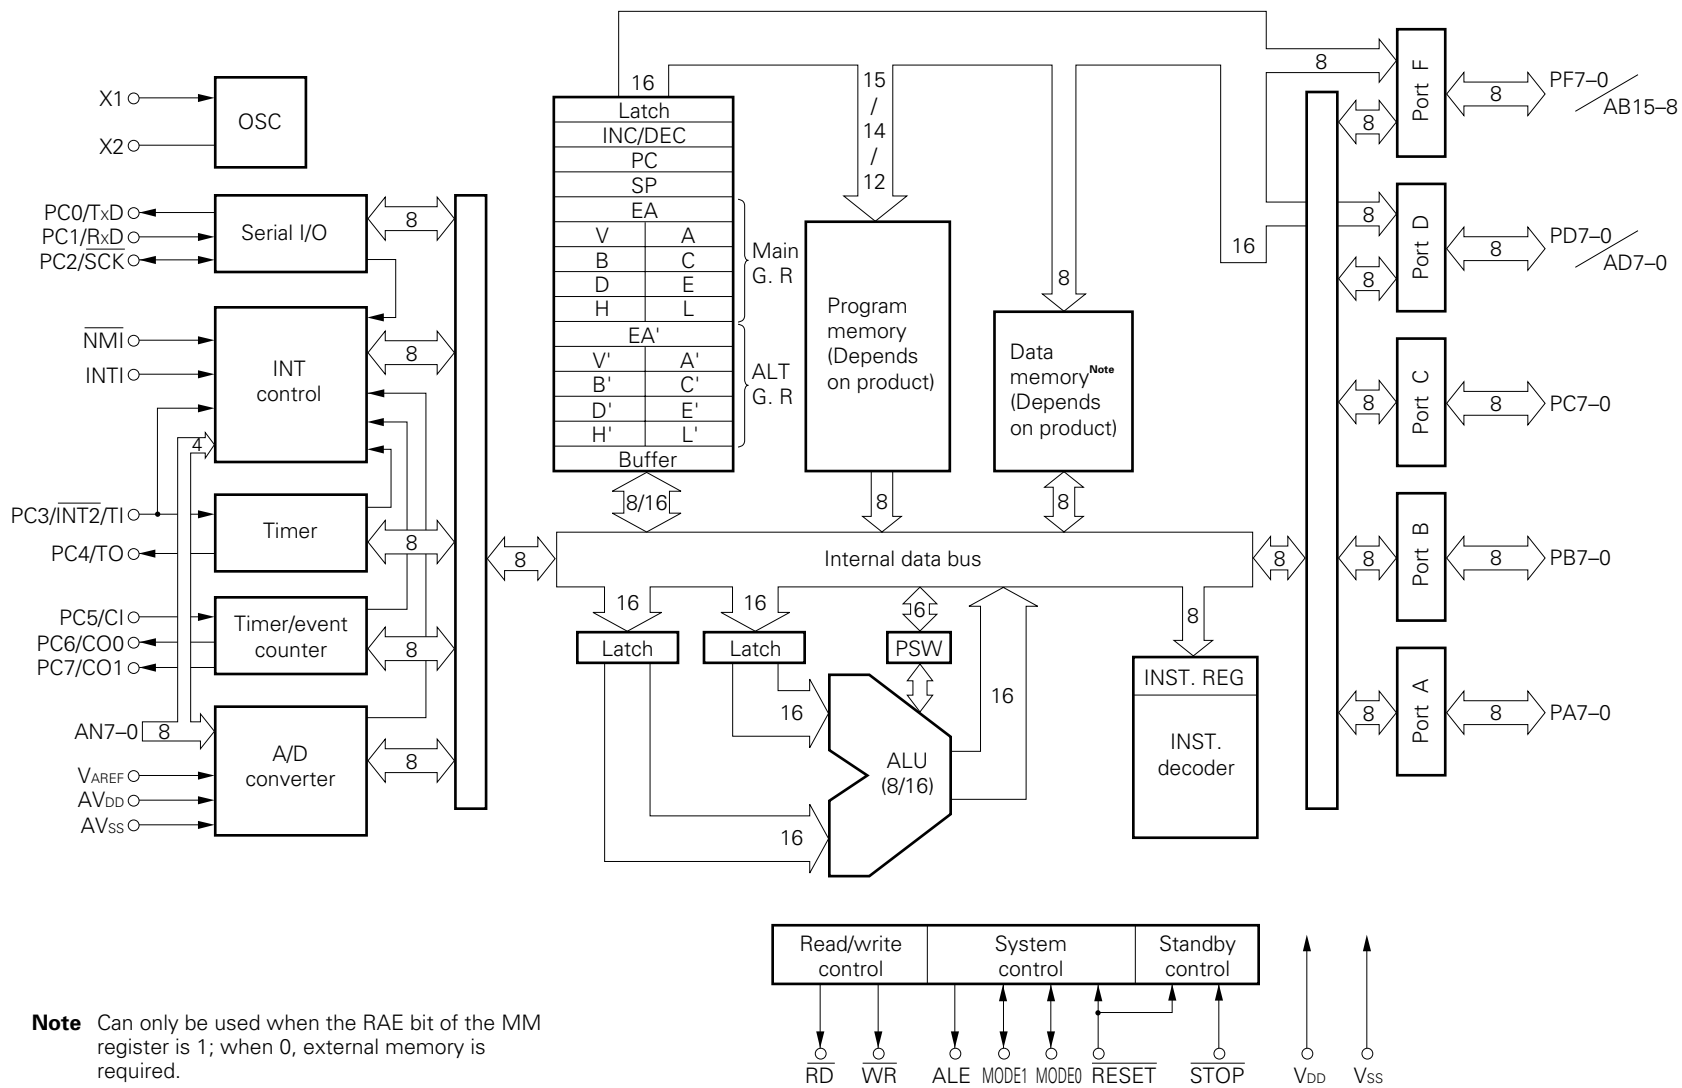 X1
X2
OSC
PC0/TxD
PC1/RxD
PC2/SCK
Serial I/O
8
NMI
INTI
INT
control
8
4
PC3/INT2/TI
PC4/TO
Timer
8
PC5/CI
PC6/CO0
PC7/CO1
Timer/event
counter
8
AN7–0
8
VAREF
AVDD
AVSS
A/D
converter
8
8
16
Latch
INC/DEC
PC
SP
EA
V A
B C
D E
H L
Main
G. R
EA'
V' A'
B' C'
D' E'
H' L'
ALT
G. R
Buffer
8/16
15
/
14
/
12
Program
memory
(Depends
on product)
8
8
Data
memoryNote
(Depends
on product)
8
16
Internal data bus
16
Latch
16
Latch
6
PSW
16
16
16
ALU
(8/16)
8
INST. REG
INST.
decoder
8
8
8
Port F
8
PF7–0
AB15–8
8
8
Port D
8
PD7–0
AD7–0
8
Port C
8
PC7–0
8
Port B
8
PB7–0
8
Port A
8
PA7–0
Read/write
control
System
control
Standby
control
RD
WR
ALE
MODE1
MODE0
RESET
STOP
VDD
VSS
Note Can only be used when the RAE bit of the MM
register is 1; when 0, external memory is
required.